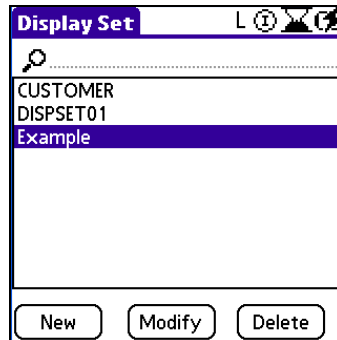 Display Set L I
CUSTOMER
DISPSET01
Example
New Modify Delete